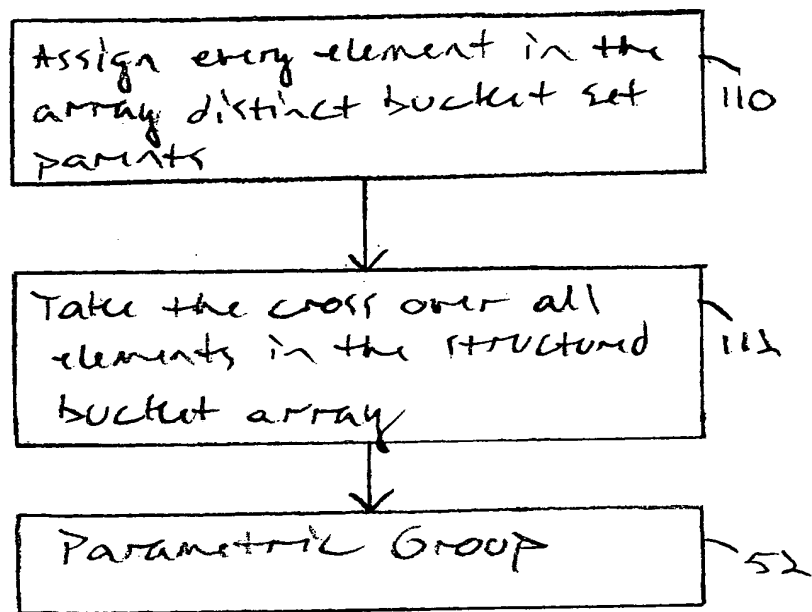 Assign every element in the
array distinct bucket set
parents
110
Take the cross over all
elements in the structured
bucket array
111
Parametric Group
52